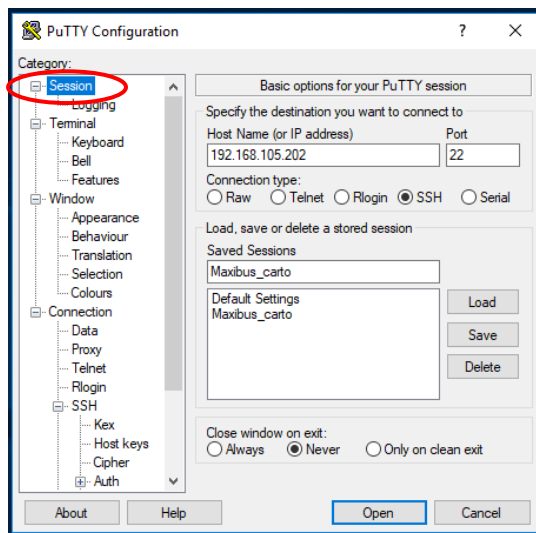 PuTTY Configuration
?
Category:
Session
Logging
Terminal
Keyboard
Bell
Features
Window
Appearance
Behaviour
Translation
Selection
Colours
Connection
Data
Proxy
Telnet
Rlogin
SSH
Kex
Host keys
Cipher
Auth
Basic options for your PuTTY session
Specify the destination you want to connect to
Host Name (or IP address) Port
192.168.105.202 22
Connection type:
Raw Telnet Rlogin SSH Serial
Load, save or delete a stored session
Saved Sessions
Maxibus_carto
Default Settings
Maxibus_carto
Load
Save
Delete
Close window on exit:
Always Never Only on clean exit
About Help Open Cancel